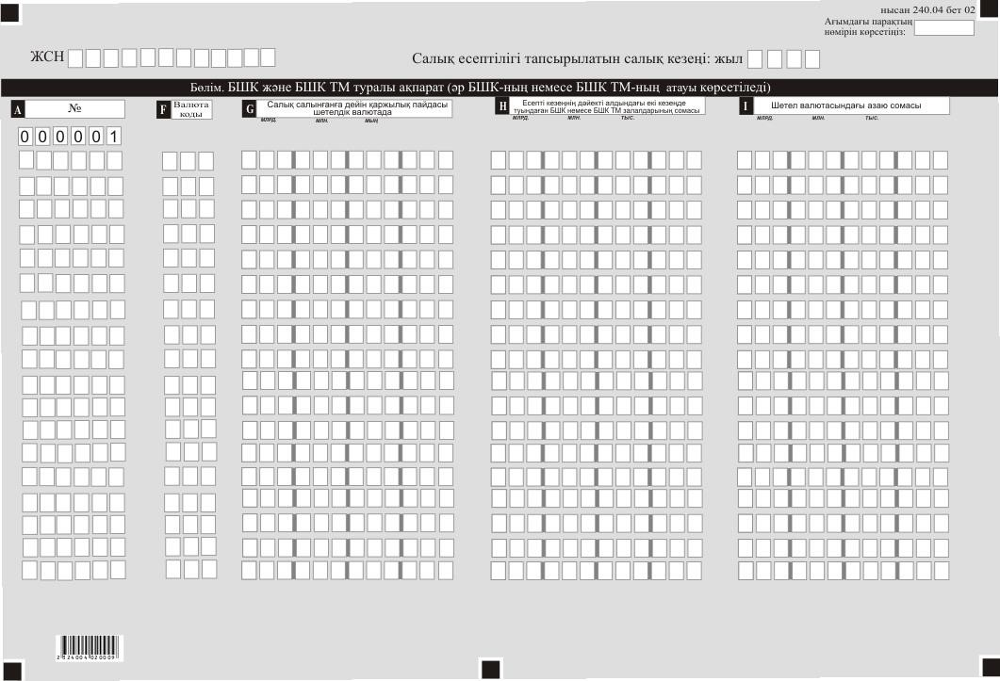 нысан 240.04 бет 02
Ағымдағы парақтың
нөмірін көрсетіңіз:
ЖСН
Салық есептілігі тапсырылатын салық кезеңі: жыл
Бөлім. БШК және БШК ТМ туралы ақпарат (әр БШК-ның немесе БШК ТМ-ның атауы көрсетіледі)
A №
F Валюта
коды
G Салық салынғанға дейін қаржылық пайдасы
шетелдік валютада
H Есепті кезеңнің дәйекті алдындағы екі кезеңде
туындаған БШК немесе БШК ТМ залалдарының сомасы
I Шетел валютасындағы азаю сомасы
МЛРД. МЛН. МЫҢ
МЛРД. МЛН. ТЫС.
МЛРД. МЛН. ТЫС.
000001
2 524004 020009